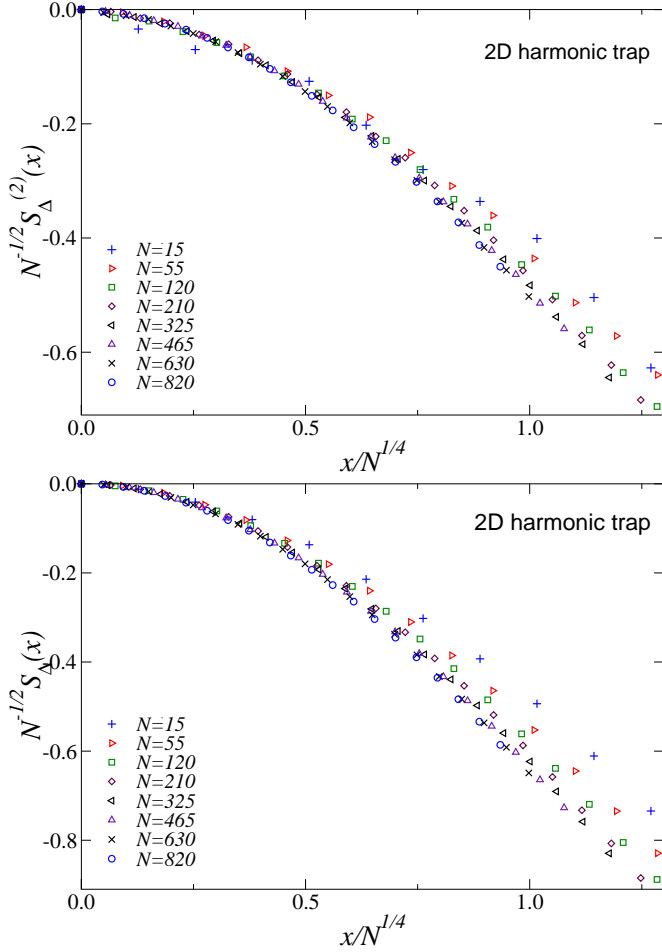 0.0
-0.2
-0.4
-0.6
N^{-1/2} S_Δ^{(2)}(x)
2D harmonic trap
N=15
N=55
N=120
N=210
N=325
N=465
N=630
N=820
0.0 0.5 1.0
x/N^{1/4}
0.0
-0.2
-0.4
-0.6
-0.8
N^{-1/2} S_Δ(x)
2D harmonic trap
N=15
N=55
N=120
N=210
N=325
N=465
N=630
N=820
0.0 0.5 1.0
x/N^{1/4}